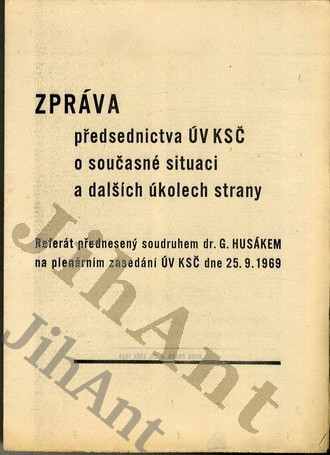 ZPRÁVA
předsednictva ÚV KSČ
o současné situaci
a dalších úkolech strany
Referát přednesený soudruhem dr. G. HUSÁKEM
na plenárním zasedání ÚV KSČ dne 25. 9. 1969
JihAnt
JihAnt